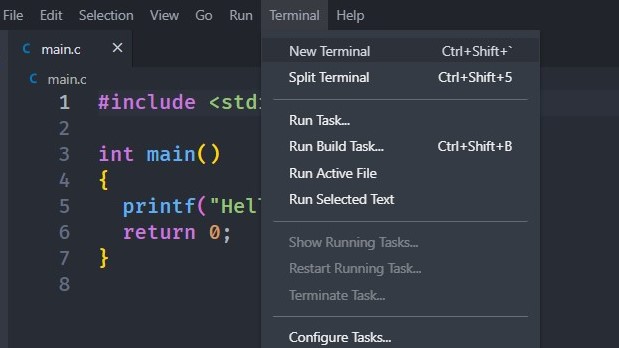 File Edit Selection View Go Run Terminal Help
C main.c ×
C main.c
1 #include <std
2
3 int main()
4 {
5 printf("Hel
6 return 0;
7 }
8
New Terminal Ctrl+Shift+`
Split Terminal Ctrl+Shift+5
Run Task...
Run Build Task... Ctrl+Shift+B
Run Active File
Run Selected Text
Show Running Tasks...
Restart Running Task...
Terminate Task...
Configure Tasks...